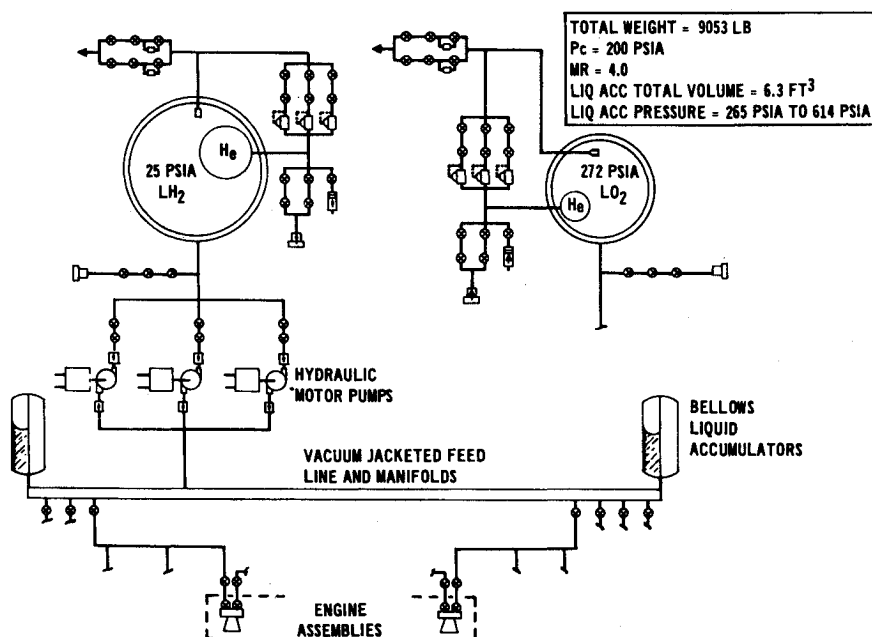 TOTAL WEIGHT = 9053 LB
Pc = 200 PSIA
MR = 4.0
LIQ ACC TOTAL VOLUME = 6.3 FT³
LIQ ACC PRESSURE = 265 PSIA TO 614 PSIA
He
25 PSIA
LH₂
272 PSIA
LO₂
He
HYDRAULIC
MOTOR PUMPS
BELLOWS
LIQUID
ACCUMULATORS
VACUUM JACKETED FEED
LINE AND MANIFOLDS
ENGINE
ASSEMBLIES